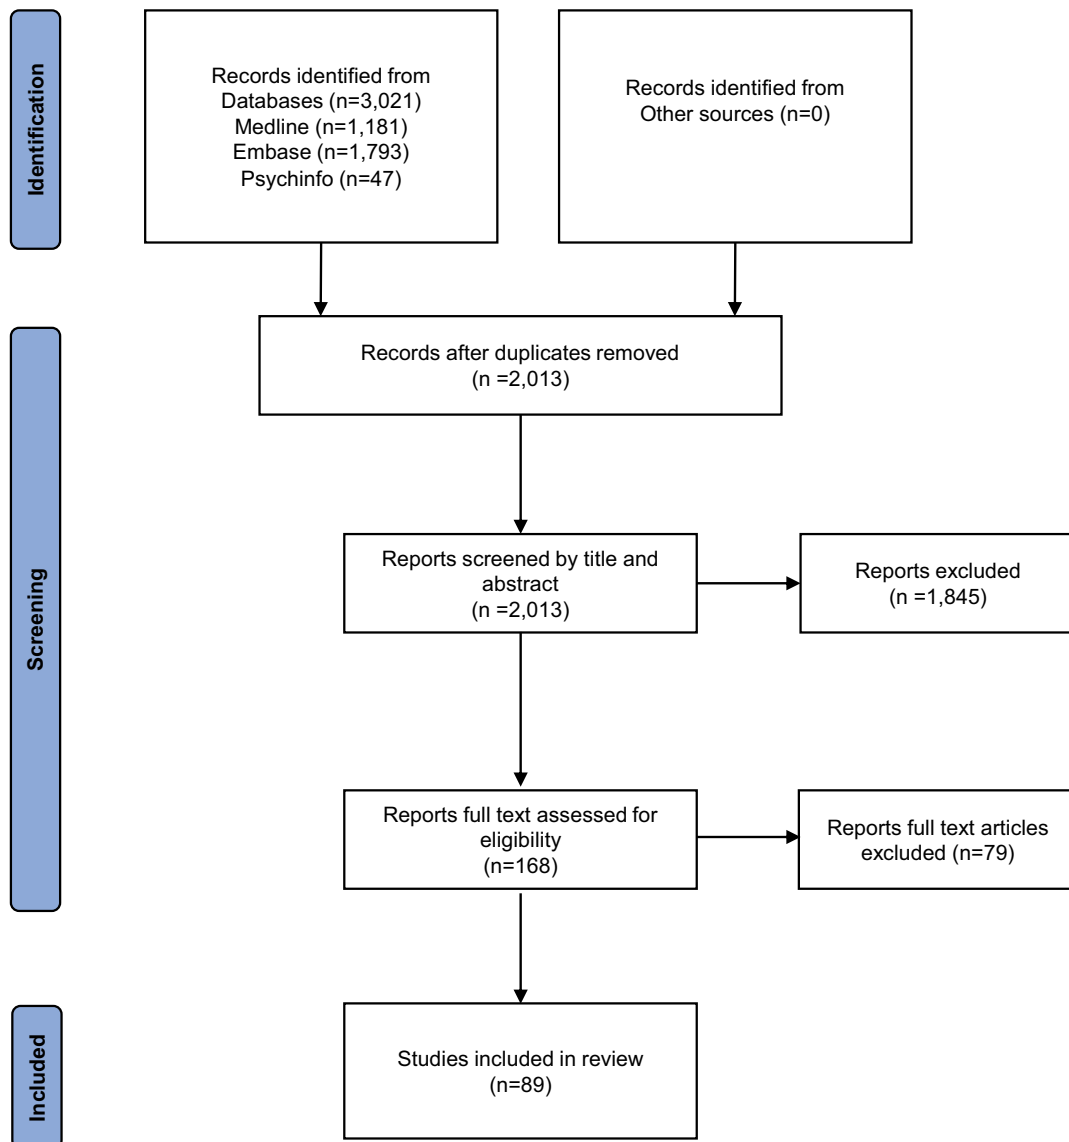 Identification
Records identified from
Databases (n=3,021)
Medline (n=1,181)
Embase (n=1,793)
Psychinfo (n=47)
Records identified from
Other sources (n=0)
Screening
Records after duplicates removed
(n =2,013)
Reports screened by title and
abstract
(n =2,013)
Reports excluded
(n =1,845)
Reports full text assessed for
eligibility
(n=168)
Reports full text articles
excluded (n=79)
Included
Studies included in review
(n=89)